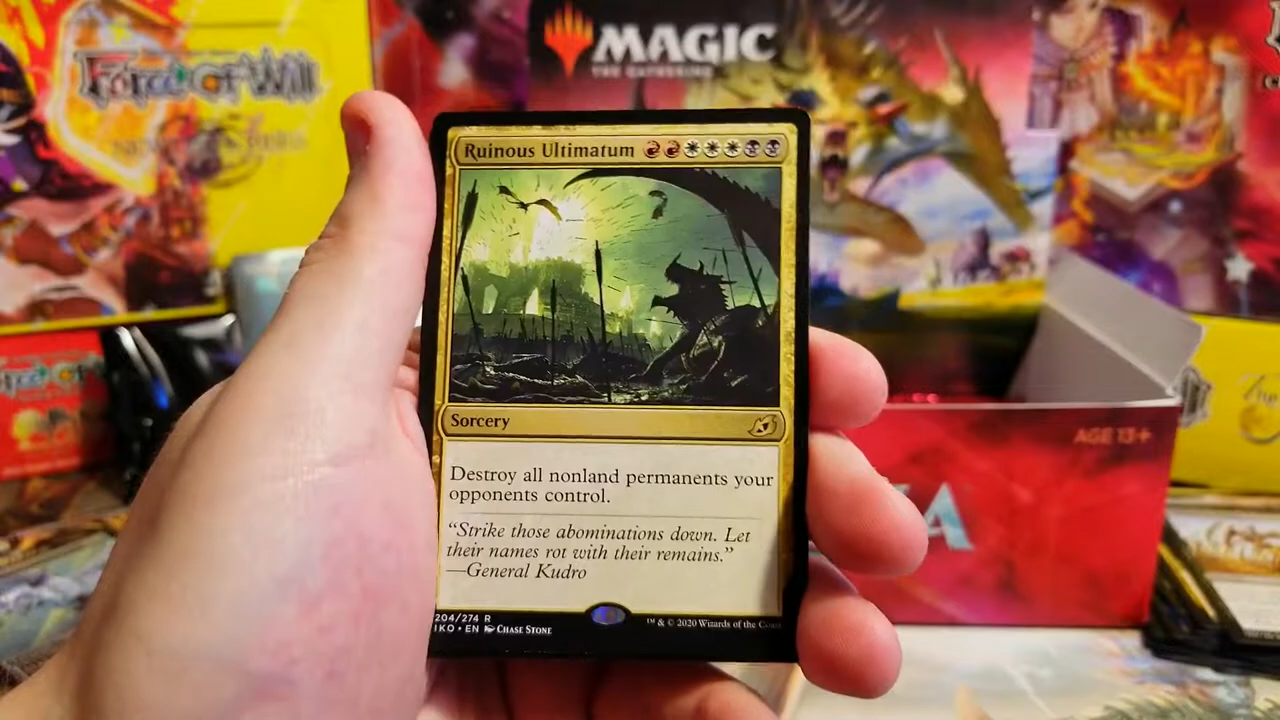 Force OF Will
MAGIC
THE GATHERING
Ruinous Ultimatum
Sorcery
Destroy all nonland permanents your
opponents control.
“Strike those abominations down. Let
their names rot with their remains.”
—General Kudro
204/274 R
IKO • EN CHASE STONE
™ & © 2020 Wizards of the Coast
AGE 13+
A